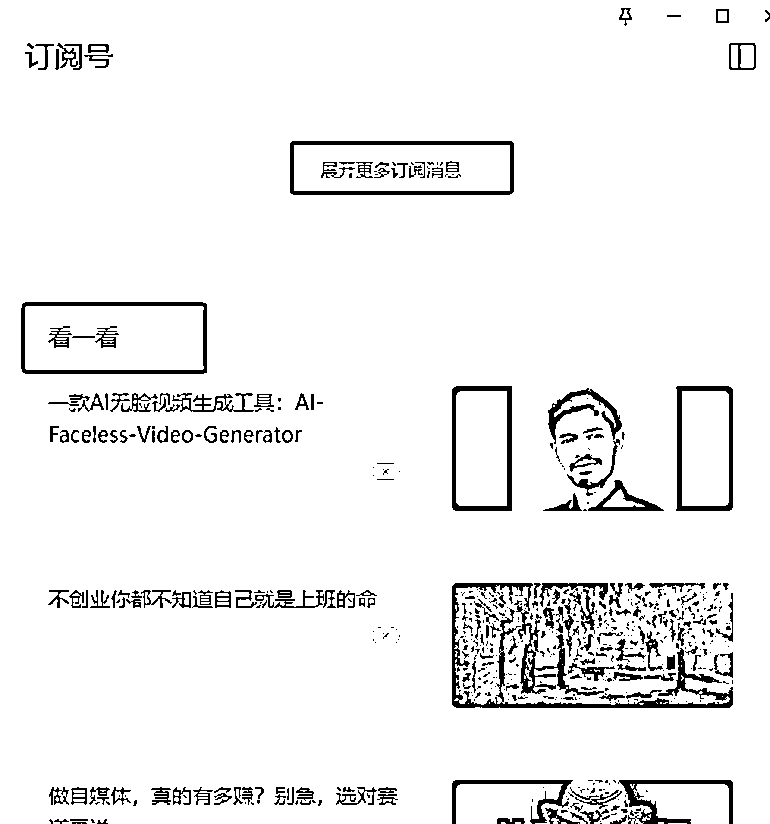 订阅号
展开更多订阅消息
看一看
一款AI无脸视频生成工具：AI-
Faceless-Video-Generator
不创业你都不知道自己就是上班的命
做自媒体，真的有多赚？别急，选对赛
道再说